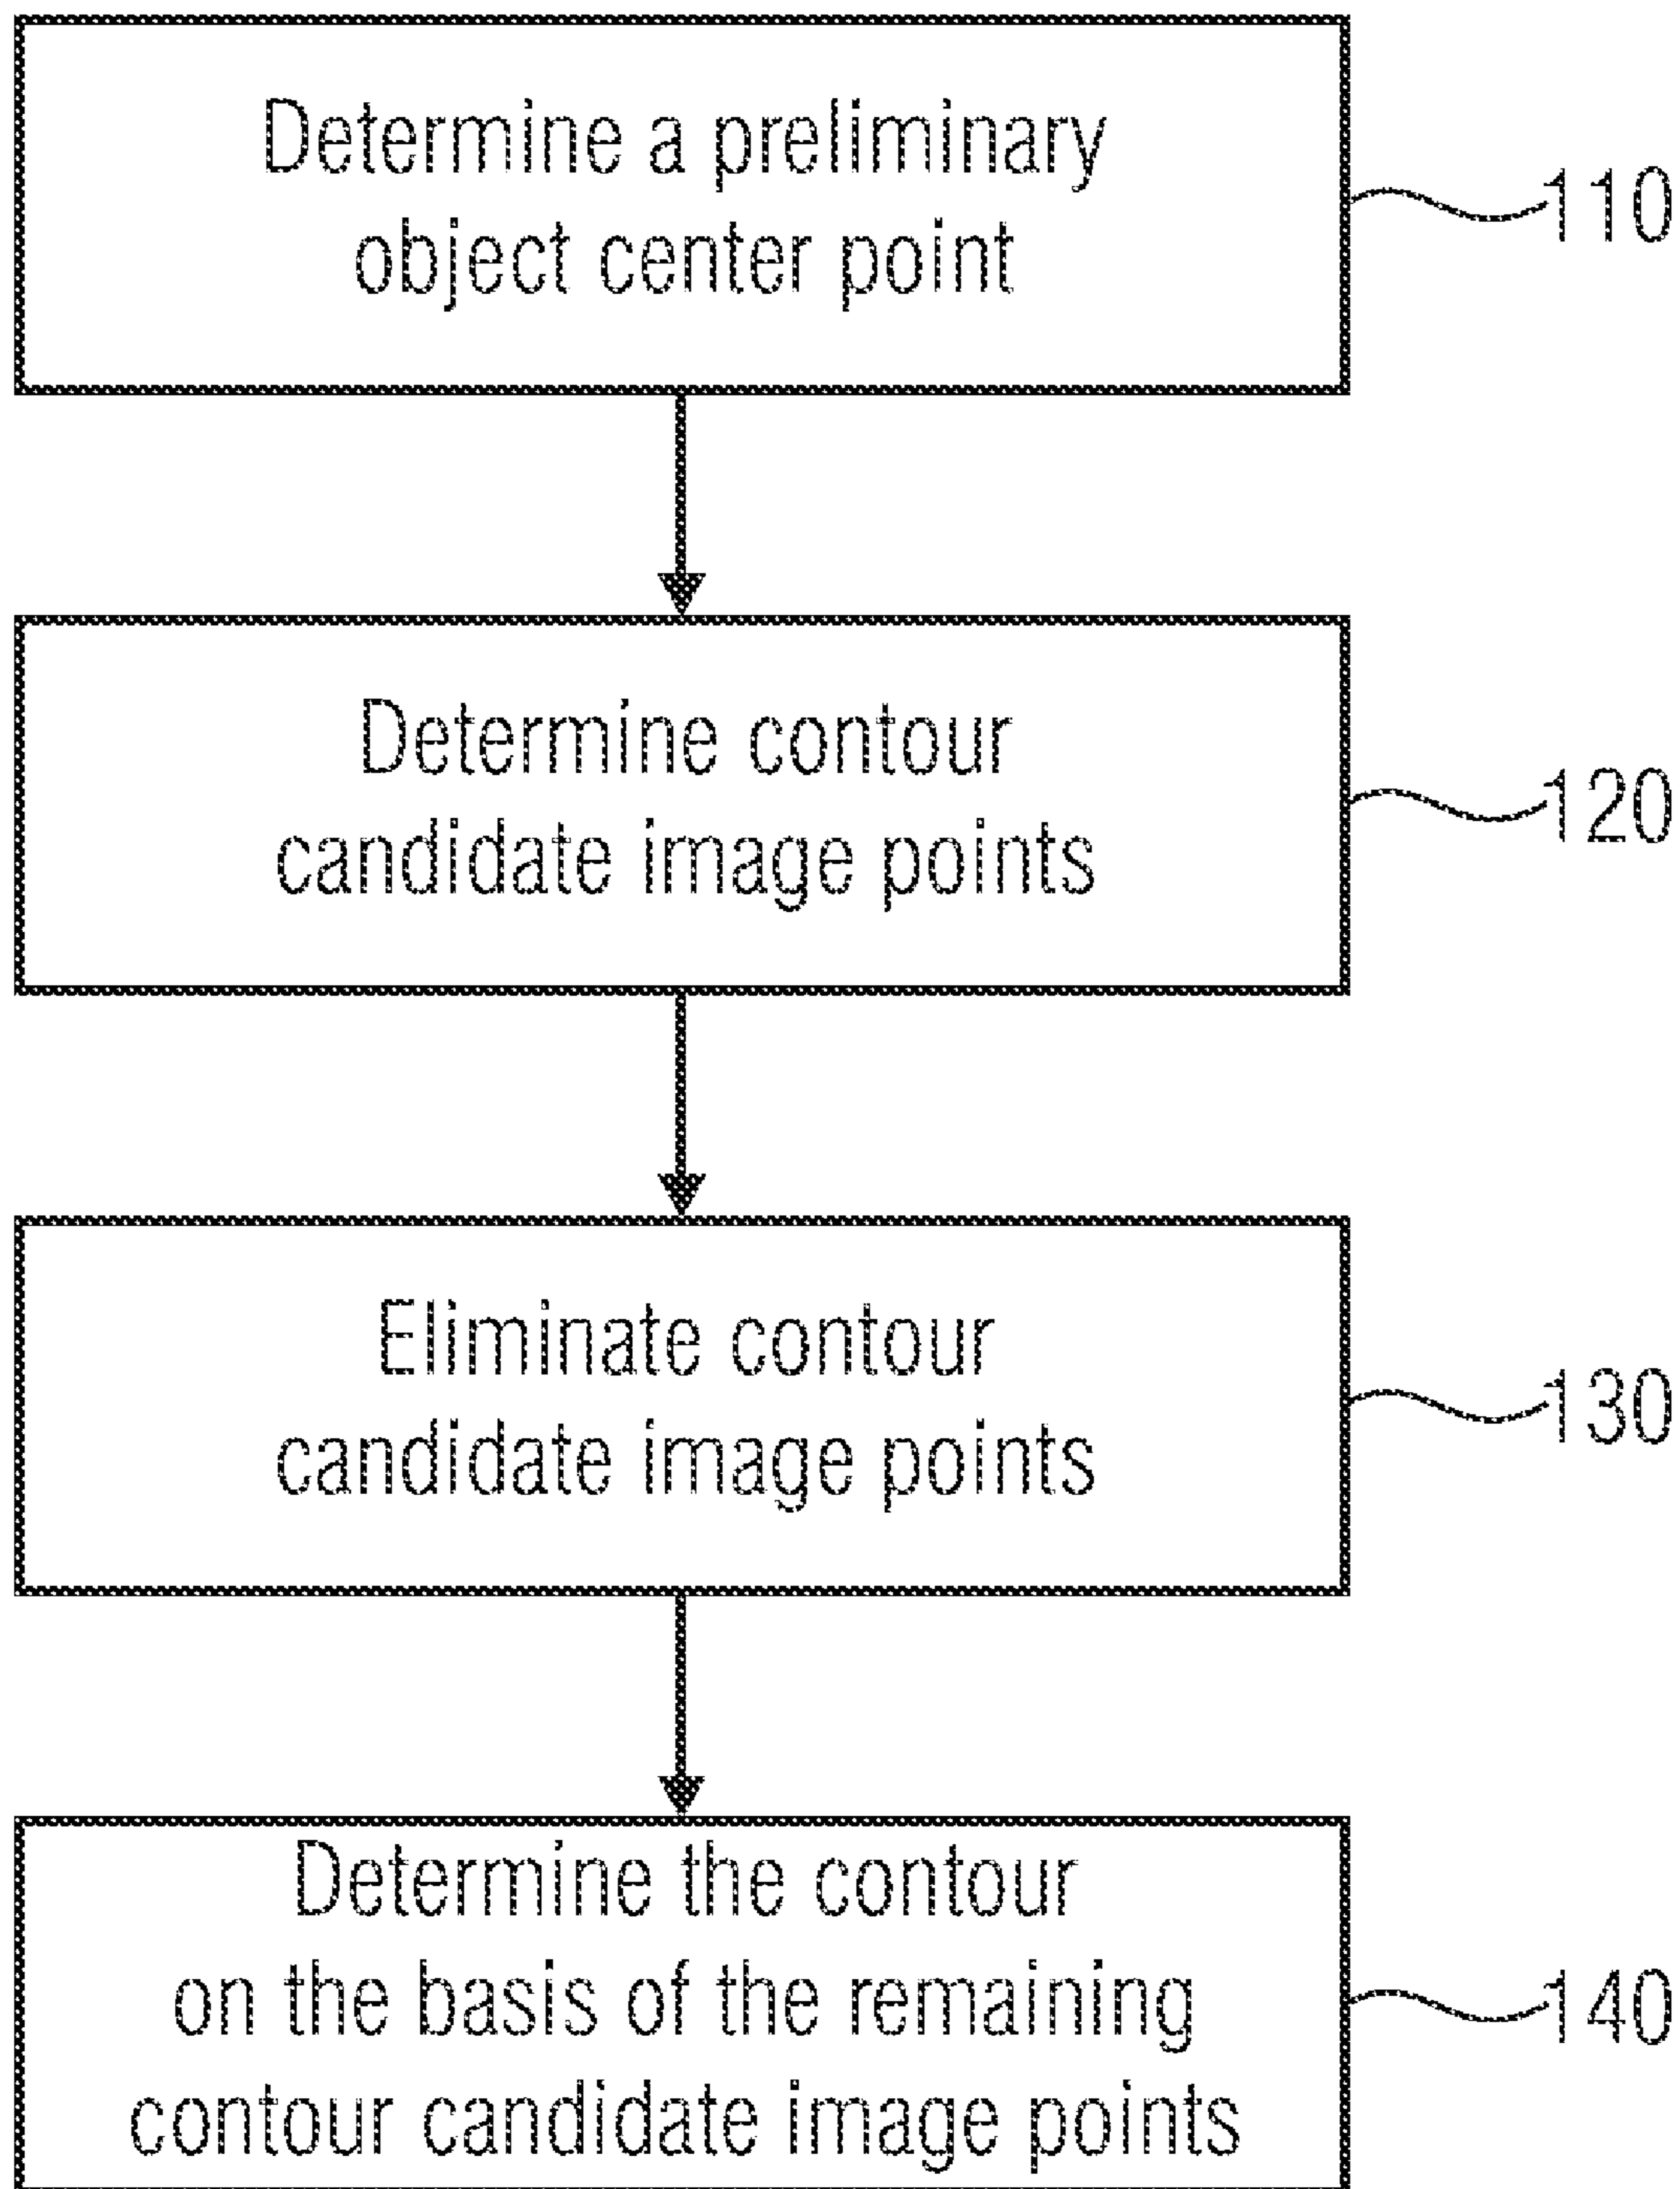 Determine a preliminary
object center point
110
Determine contour
candidate image points
120
Eliminate contour
candidate image points
130
Determine the contour
on the basis of the remaining
contour candidate image points
140